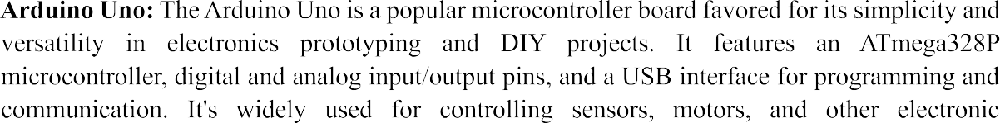 Arduino Uno: The Arduino Uno is a popular microcontroller board favored for its simplicity and
versatility in electronics prototyping and DIY projects. It features an ATmega328P
microcontroller, digital and analog input/output pins, and a USB interface for programming and
communication. It's widely used for controlling sensors, motors, and other electronic